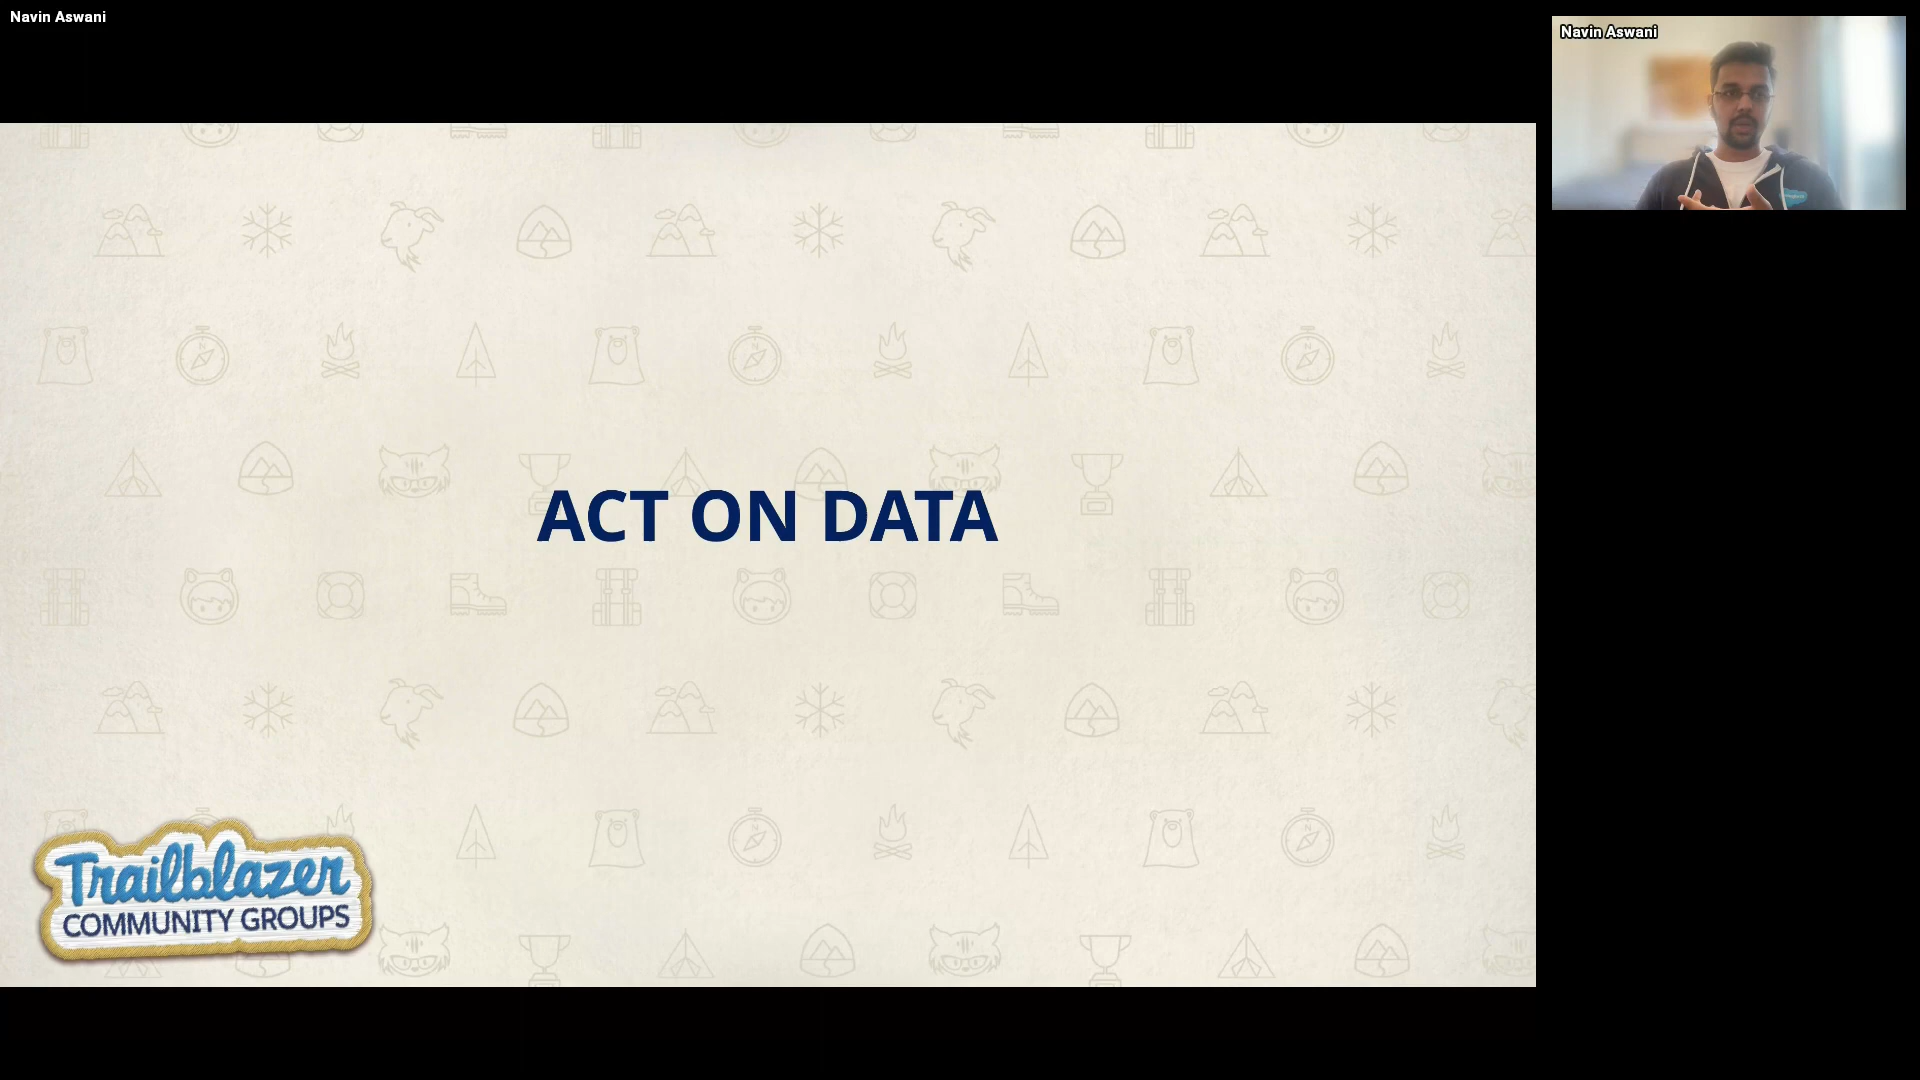 Navin Aswani
Navin Aswani
ACT ON DATA
Trailblazer
COMMUNITY GROUPS